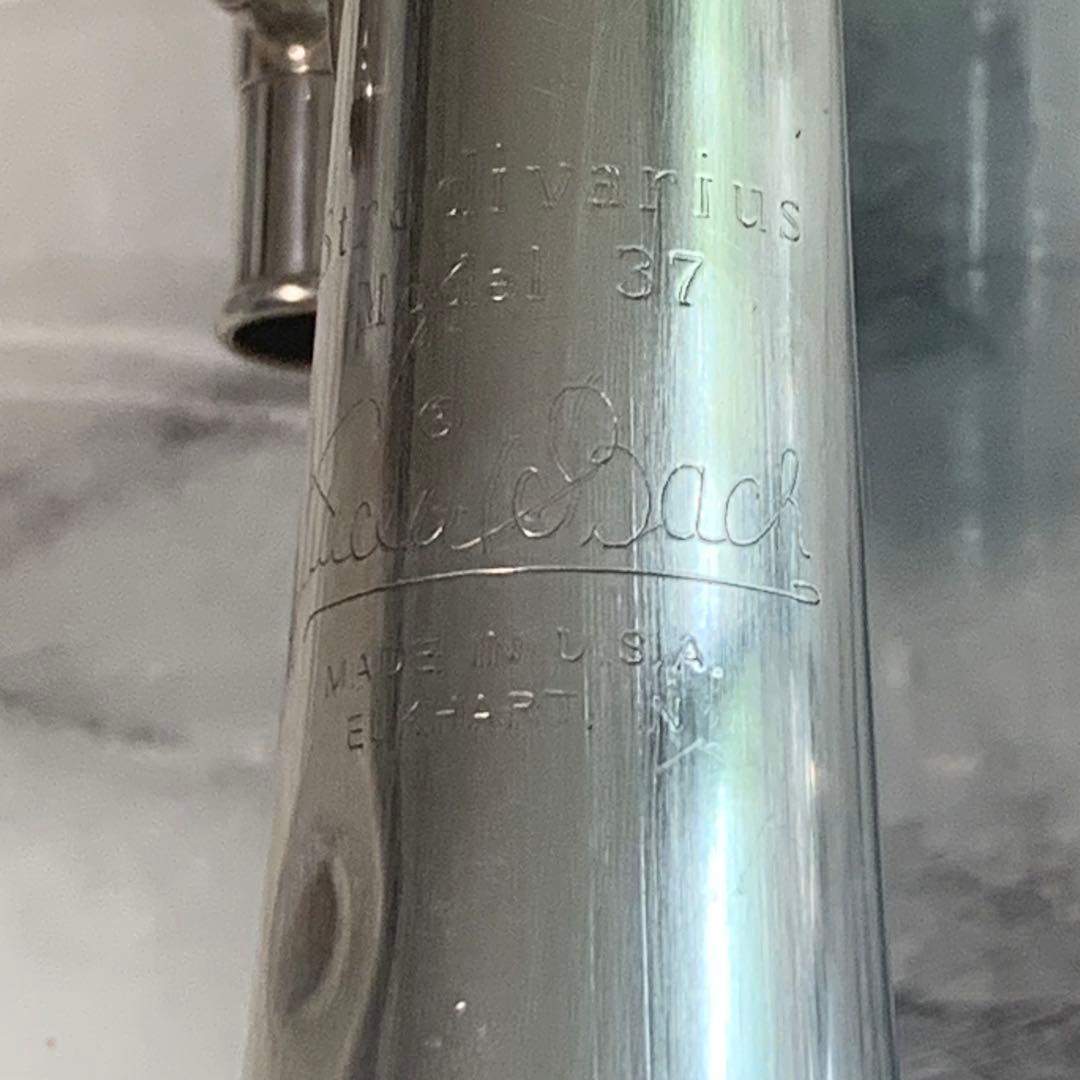 Stradivarius
Model 37
®
Vincent Bach
MADE IN U.S.A.
ELKHART, IN